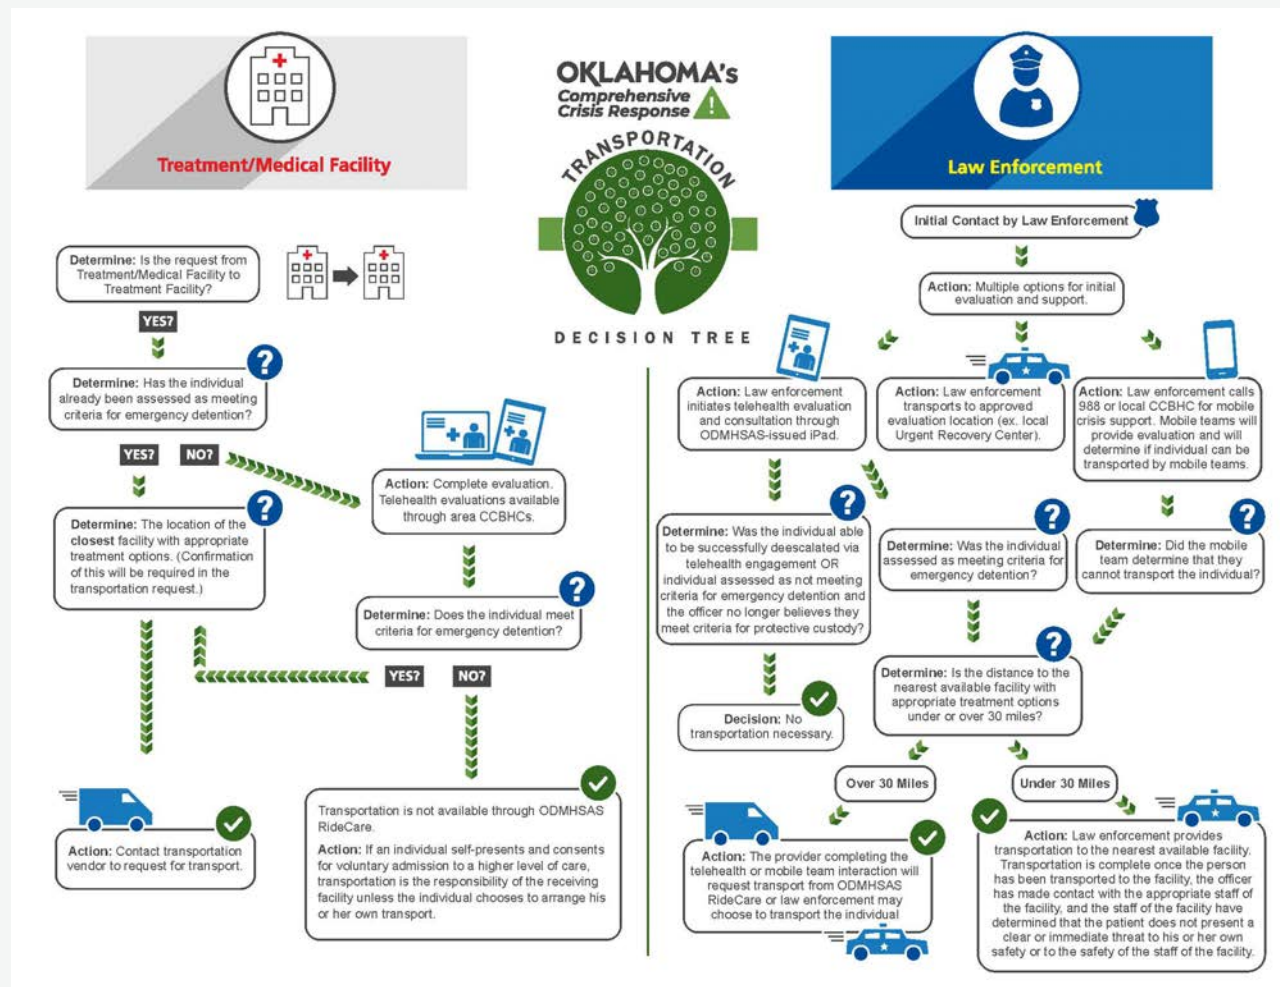 OKLAHOMA's
Comprehensive
Crisis Response
TRANSPORTATION
DECISION TREE
Treatment/Medical Facility
Determine: Is the request from
Treatment/Medical Facility to
Treatment Facility?
YES?
Determine: Has the individual
already been assessed as meeting
criteria for emergency detention?
YES?
NO?
Determine: The location of the
closest facility with appropriate
treatment options. (Confirmation
of this will be required in the
transportation request.)
Action: Complete evaluation.
Telehealth evaluations available
through area CCBHCs.
Determine: Does the individual meet
criteria for emergency detention?
YES?
NO?
Action: Contact transportation
vendor to request for transport.
Transportation is not available through ODMHSAS
RideCare.
Action: If an individual self-presents and consents
for voluntary admission to a higher level of care,
transportation is the responsibility of the receiving
facility unless the individual chooses to arrange his
or her own transport.
Law Enforcement
Initial Contact by Law Enforcement
Action: Multiple options for initial
evaluation and support.
Action: Law enforcement
initiates telehealth evaluation
and consultation through
ODMHSAS-issued iPad.
Action: Law enforcement
transports to approved
evaluation location (ex. local
Urgent Recovery Center).
Action: Law enforcement calls
988 or local CCBHC for mobile
crisis support. Mobile teams will
provide evaluation and will
determine if individual can be
transported by mobile teams.
Determine: Was the individual able
to be successfully deescalated via
telehealth engagement OR
individual assessed as not meeting
criteria for emergency detention and
the officer no longer believes they
meet criteria for protective custody?
Determine: Was the individual
assessed as meeting criteria for
emergency detention?
Determine: Did the mobile
team determine that they
cannot transport the individual?
Decision: No
transportation necessary.
Determine: Is the distance to the
nearest available facility with
appropriate treatment options
under or over 30 miles?
Over 30 Miles
Under 30 Miles
Action: The provider completing the
telehealth or mobile team interaction will
request transport from ODMHSAS
RideCare or law enforcement may
choose to transport the individual
Action: Law enforcement provides
transportation to the nearest available facility.
Transportation is complete once the person
has been transported to the facility, the officer
has made contact with the appropriate staff of
the facility, and the staff of the facility have
determined that the patient does not present a
clear or immediate threat to his or her own
safety or to the safety of the staff of the facility.